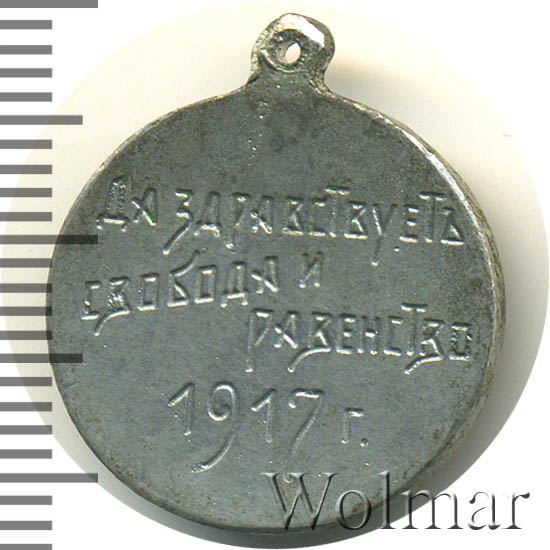 ДА ЗДРАВСТВУЕТЪ
СВОБОДА И
РАВЕНСТВО
1917 г.
Wolmar